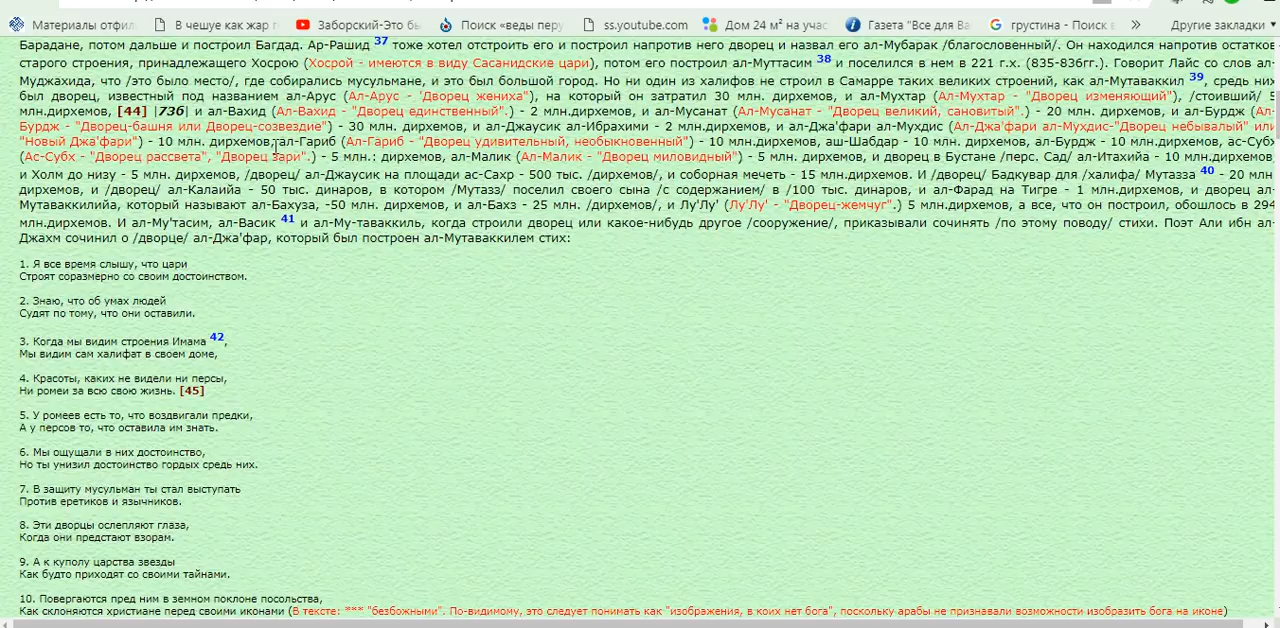 Материалы отфил
В чешуе как жар г
Заборский-Это бы
Поиск «веды перу
ss.youtube.com
Дом 24 м² на учас
Газета "Все для Ва
грустина - Поиск в
»
Другие закладки
Барадане, потом дальше и построил Багдад. Ар-Рашид 37 тоже хотел отстроить его и построил напротив него дворец и назвал его ал-Мубарак /благословенный/. Он находился напротив остатков
старого строения, принадлежащего Хосрою (Хосрой - имеются в виду Сасанидские цари), потом его построил ал-Муттасим 38 и поселился в нем в 221 г.х. (835-836гг.). Говорит Лайс со слов ал-
Муджахида, что /это было место/, где собирались мусульмане, и это был большой город. Но ни один из халифов не строил в Самарре таких великих строений, как ал-Мутаваккил 39, средь них
был дворец, известный под названием ал-Арус (Ал-Арус - 'Дворец жениха"), на который он затратил 30 млн. дирхемов, и ал-Мухтар (Ал-Мухтар - "Дворец изменяющий"), /стоивший/ 5
млн.дирхемов, [44] |736| и ал-Вахид (Ал-Вахид - "Дворец единственный".) - 2 млн.дирхемов, и ал-Мусанат (Ал-Мусанат - "Дворец великий, сановитый".) - 20 млн. дирхемов, и ал-Бурдж (Ал-
Бурдж - "Дворец-башня или Дворец-созвездие") - 30 млн. дирхемов, и ал-Джаусик ал-Ибрахими - 2 млн.дирхемов, и ал-Джа'фари ал-Мухдис (Ал-Джа'фари ал-Мухдис-"Дворец небывалый" или
"Новый Джа'фари") - 10 млн. дирхемов, ал-Гариб (Ал-Гариб - "Дворец удивительный, необыкновенный") - 10 млн.дирхемов, аш-Шабдар - 10 млн. дирхемов, ал-Бурдж - 10 млн.дирхемов, ас-Субх
(Ас-Субх - "Дворец рассвета", "Дворец зари".) - 5 млн.; дирхемов, ал-Малик (Ал-Малик - "Дворец миловидный") - 5 млн. дирхемов, и дворец в Бустане /перс. Сад/ ал-Итахийа - 10 млн.дирхемов,
и Холм до низу - 5 млн. дирхемов, /дворец/ ал-Джаусик на площади ас-Сахр - 500 тыс. /дирхемов/, и соборная мечеть - 15 млн.дирхемов. И /дворец/ Бадкувар для /халифа/ Мутазза 40 - 20 млн.
дирхемов, и /дворец/ ал-Калаийа - 50 тыс. динаров, в котором /Мутазз/ поселил своего сына /с содержанием/ в /100 тыс. динаров, и ал-Фарад на Тигре - 1 млн.дирхемов, и дворец ал-
Мутаваккилийа, который называют ал-Бахуза, -50 млн. дирхемов, и ал-Бахз - 25 млн. /дирхемов/, и Лу'Лу' (Лу'Лу' - "Дворец-жемчуг".) 5 млн.дирхемов, а все, что он построил, обошлось в 294
млн.дирхемов. И ал-Му'тасим, ал-Васик 41 и ал-Му-таваккиль, когда строили дворец или какое-нибудь другое /сооружение/, приказывали сочинять /по этому поводу/ стихи. Поэт Али ибн ал-
Джахм сочинил о /дворце/ ал-Джа'фар, который был построен ал-Мутаваккилем стих:
1. Я все время слышу, что цари
Строят соразмерно со своим достоинством.
2. Знаю, что об умах людей
Судят по тому, что они оставили.
3. Когда мы видим строения Имама 42,
Мы видим сам халифат в своем доме,
4. Красоты, каких не видели ни персы,
Ни ромеи за всю свою жизнь. [45]
5. У ромеев есть то, что воздвигали предки,
А у персов то, что оставила им знать.
6. Мы ощущали в них достоинство,
Но ты унизил достоинство гордых средь них.
7. В защиту мусульман ты стал выступать
Против еретиков и язычников.
8. Эти дворцы ослепляют глаза,
Когда они предстают взорам.
9. А к куполу царства звезды
Как будто приходят со своими тайнами.
10. Повергаются пред ним в земном поклоне посольства,
Как склоняются христиане перед своими иконами (В тексте: *** "безбожными". По-видимому, это следует понимать как "изображения, в коих нет бога", поскольку арабы не признавали возможности изобразить бога на иконе)